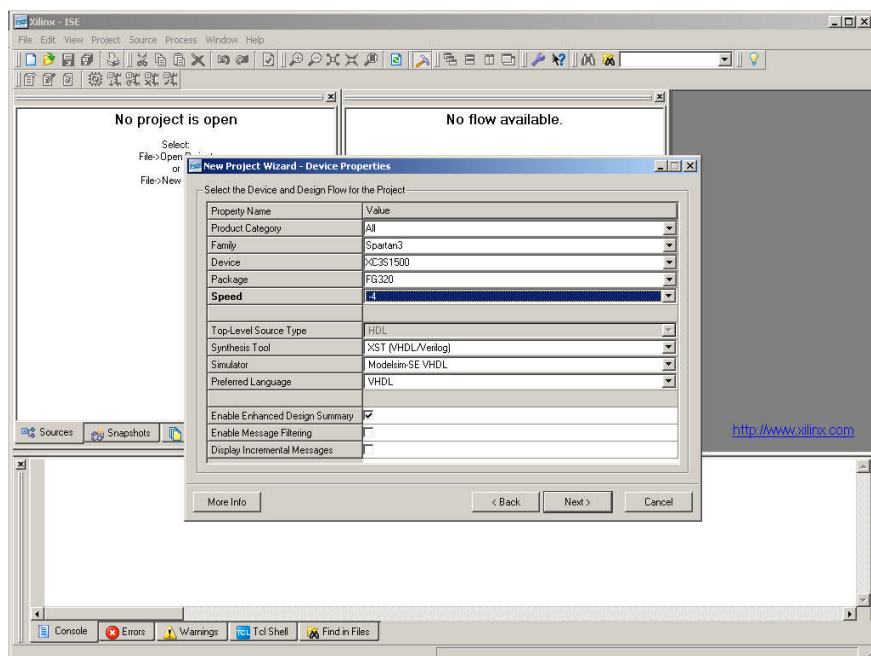 Xilinx - ISE
File Edit View Project Source Process Window Help
No project is open
Select:
File->Open
or
File->New
No flow available.
New Project Wizard - Device Properties
Select the Device and Design Flow for the Project
Property Name Value
Product Category All
Family Spartan3
Device XC3S1500
Package FG320
Speed -4
Top-Level Source Type HDL
Synthesis Tool XST (VHDL/Verilog)
Simulator Modelsim-SE VHDL
Preferred Language VHDL
Enable Enhanced Design Summary
Enable Message Filtering
Display Incremental Messages
More Info < Back Next > Cancel
Sources Snapshots
http://www.xilinx.com
Console Errors Warnings TCL Tcl Shell Find in Files